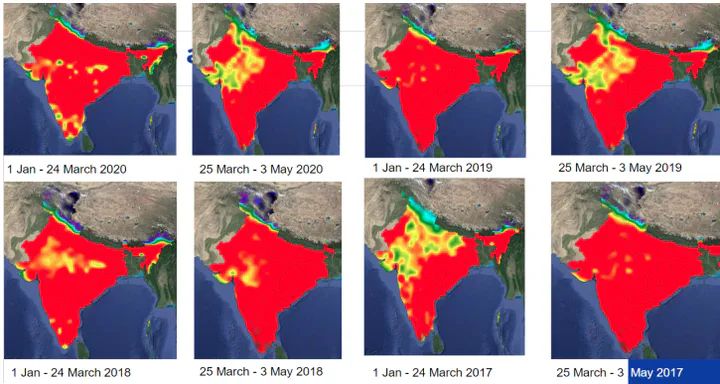 1 Jan - 24 March 2020
25 March - 3 May 2020
1 Jan - 24 March 2019
25 March - 3 May 2019
1 Jan - 24 March 2018
25 March - 3 May 2018
1 Jan - 24 March 2017
25 March - 3 May 2017